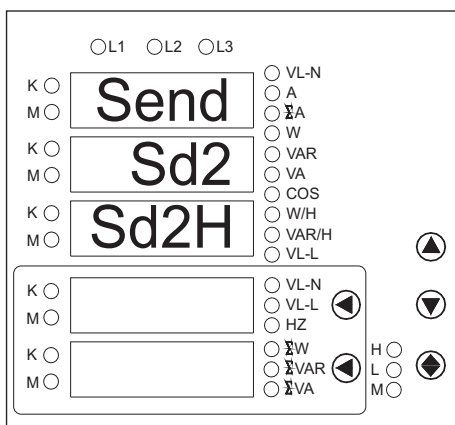 L1 L2 L3
K
M
Send
VL-N
A
ΣA
W
K
M
Sd2
VAR
VA
COS
K
M
Sd2H
W/H
VAR/H
VL-L
K
M
VL-N
VL-L
HZ
K
M
ΣW
ΣVAR
ΣVA
H
L
M